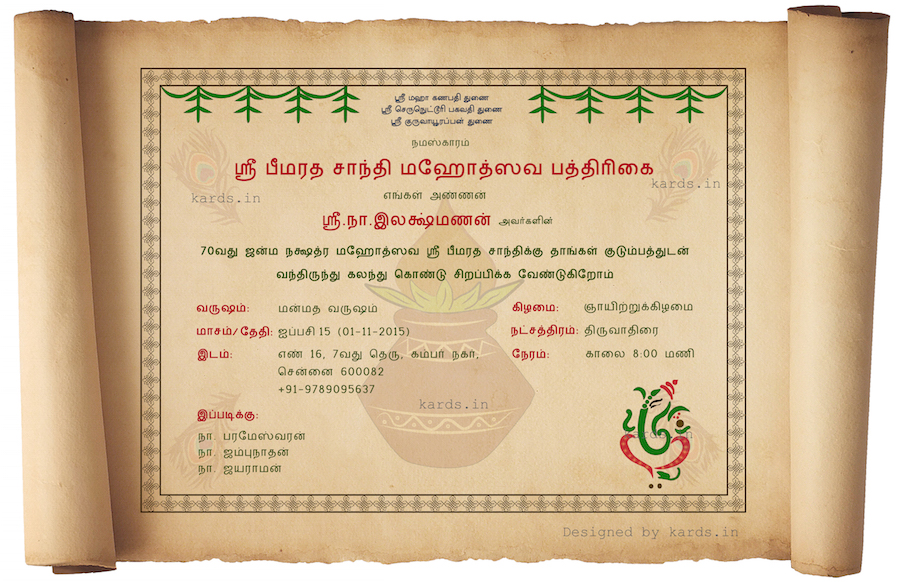 ஸ்ரீ மஹா கணபதி துணை
ஸ்ரீ செருநெட்டூரி பகவதி துணை
ஸ்ரீ குருவாயூரப்பன் துணை
நமஸ்காரம்
ஸ்ரீ பீமரத சாந்தி மஹோத்ஸவ பத்திரிகை
kards.in
kards.in
எங்கள் அண்ணன்
ஸ்ரீ.நா.இலக்ஷ்மணன் அவர்களின்
70வது ஜன்ம நக்ஷத்ர மஹோத்ஸவ ஸ்ரீ பீமரத சாந்திக்கு தாங்கள் குடும்பத்துடன்
வந்திருந்து கலந்து கொண்டு சிறப்பிக்க வேண்டுகிறோம்
வருஷம்: மன்மத வருஷம் கிழமை: ஞாயிற்றுக்கிழமை
மாசம்/தேதி: ஐப்பசி 15 (01-11-2015) நட்சத்திரம்: திருவாதிரை
இடம்: எண் 16, 7வது தெரு, கம்பர் நகர், நேரம்: காலை 8:00 மணி
சென்னை 600082
+91-9789095637
kards.in
இப்படிக்கு:
நா. பரமேஸ்வரன்
kards.in
நா. ஜம்புநாதன்
நா. ஜயராமன்
Designed by kards.in